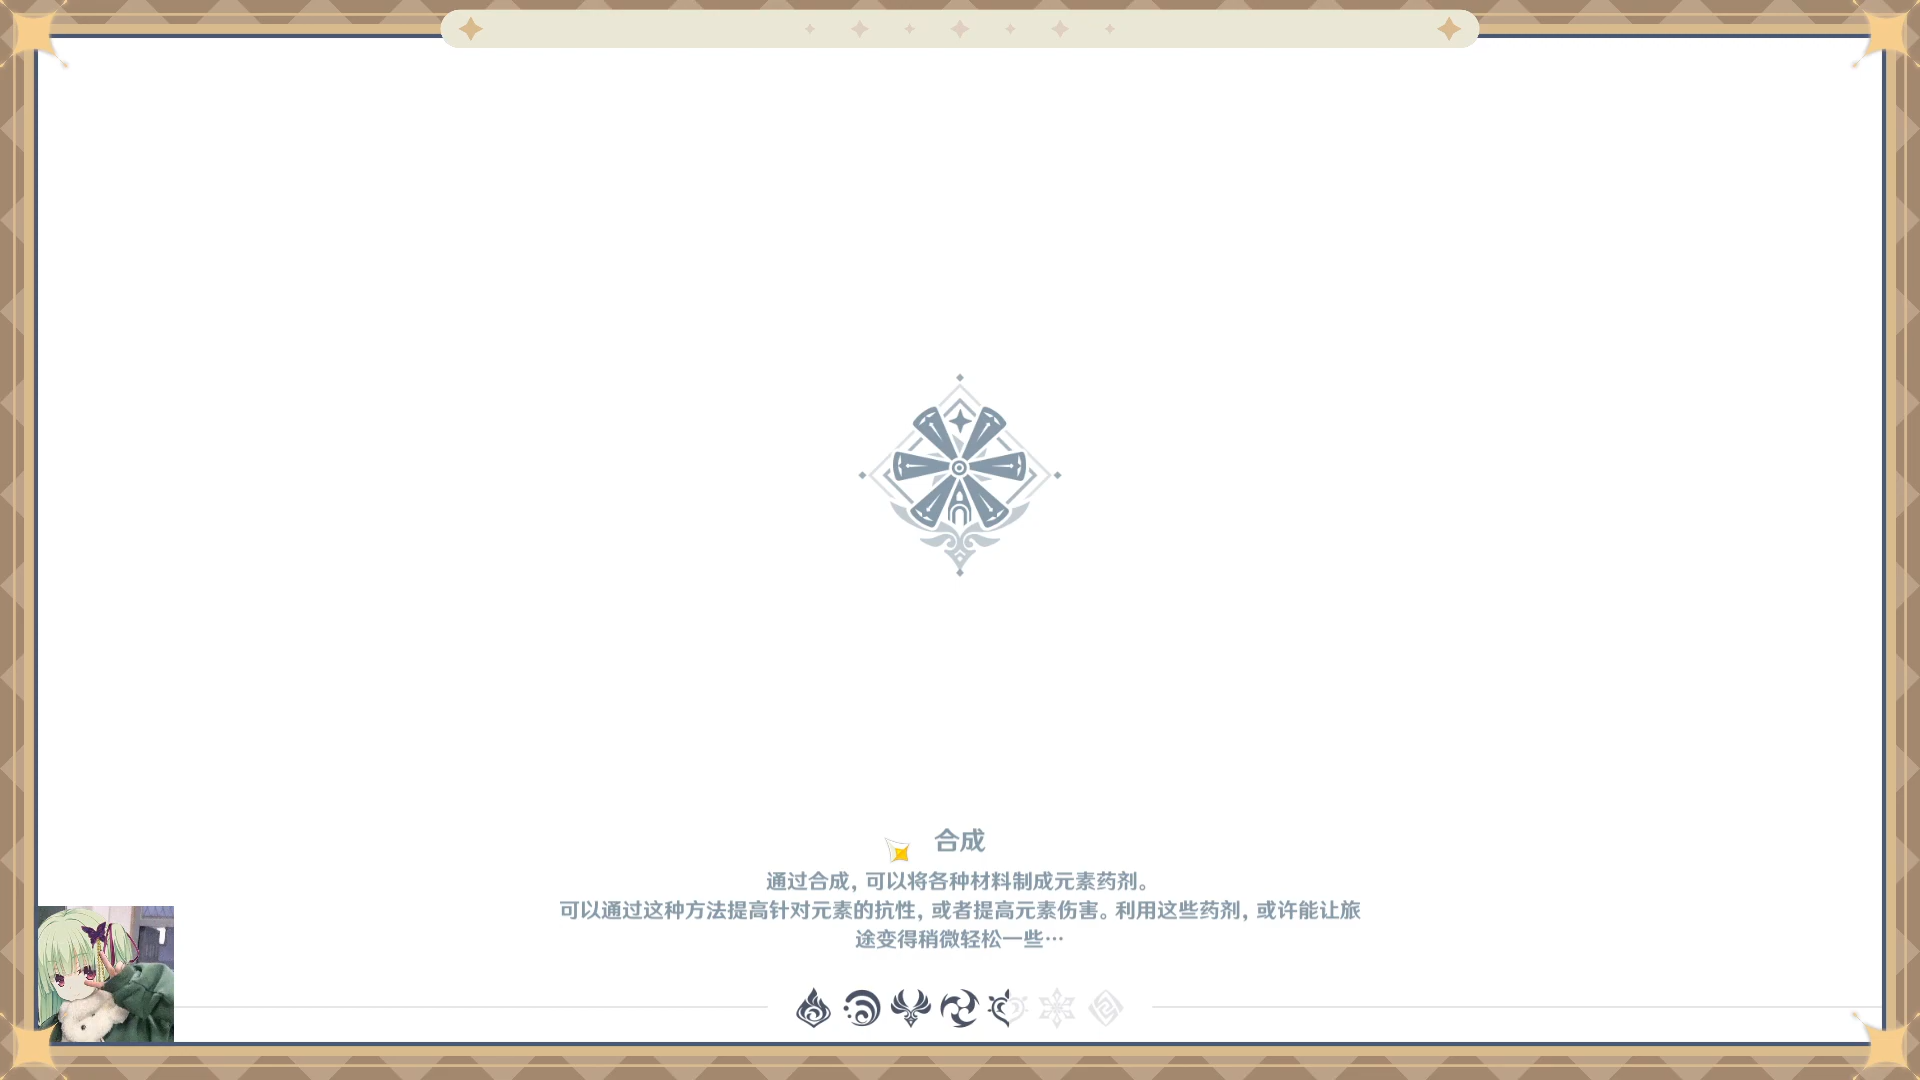 合成
通过合成，可以将各种材料制成元素药剂。
可以通过这种方法提高针对元素的抗性，或者提高元素伤害。利用这些药剂，或许能让旅
途变得稍微轻松一些…